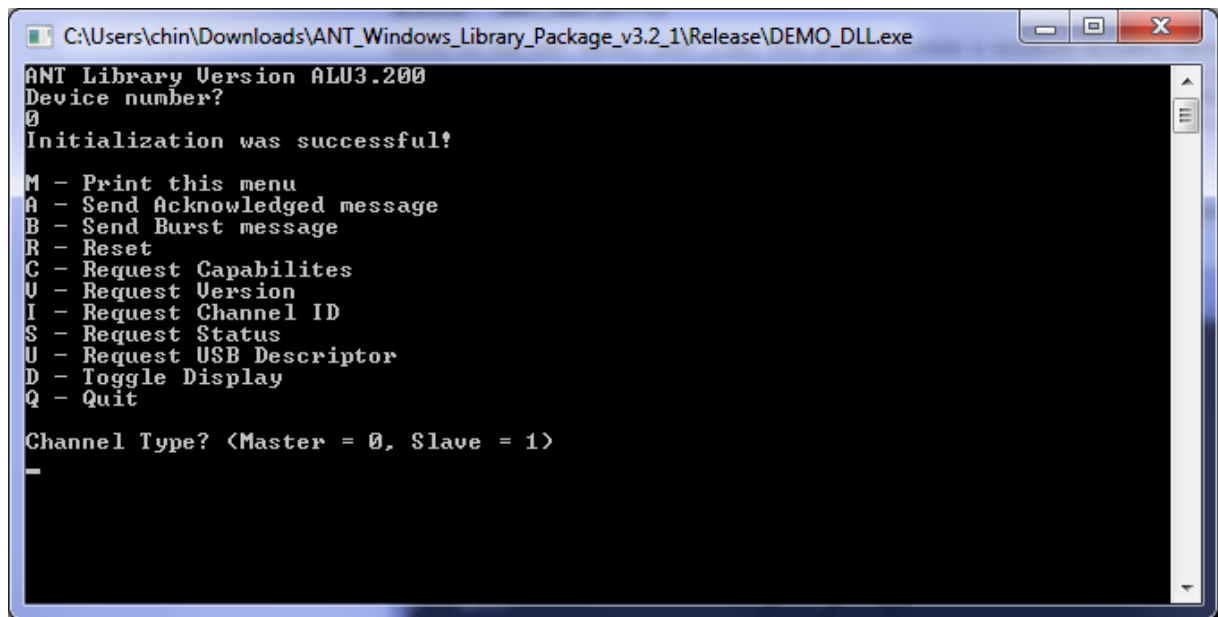 C:\Users\chin\Downloads\ANT_Windows_Library_Package_v3.2_1\Release\DEMO_DLL.exe
ANT Library Version ALU3.200
Device number?
0
Initialization was successful!
M - Print this menu
A - Send Acknowledged message
B - Send Burst message
R - Reset
C - Request Capabilites
V - Request Version
I - Request Channel ID
S - Request Status
U - Request USB Descriptor
D - Toggle Display
Q - Quit
Channel Type? (Master = 0, Slave = 1)
_